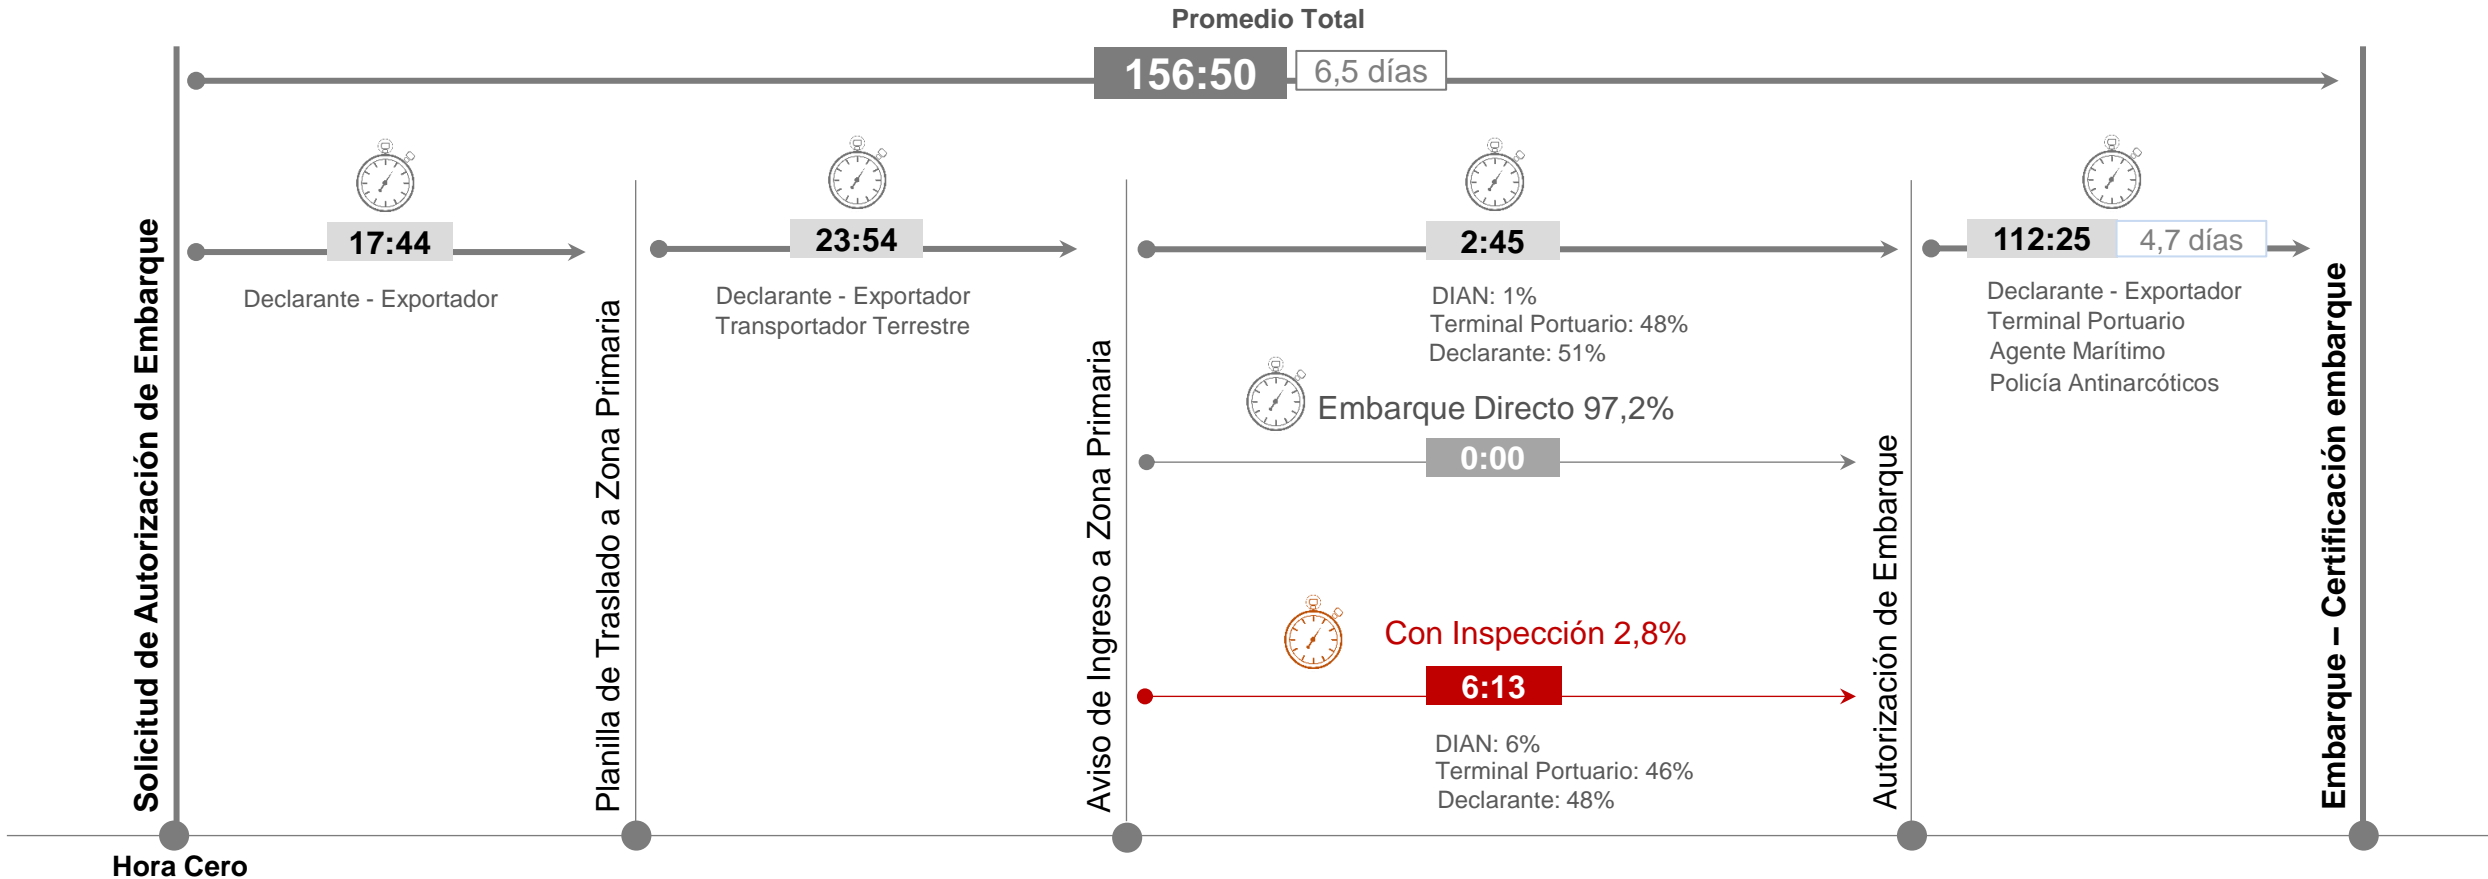 Promedio Total
156:50
6,5 días
Solicitud de Autorización de Embarque
17:44
Declarante - Exportador
Planilla de Traslado a Zona Primaria
23:54
Declarante - Exportador
Transportador Terrestre
Aviso de Ingreso a Zona Primaria
2:45
DIAN: 1%
Terminal Portuario: 48%
Declarante: 51%
Embarque Directo 97,2%
0:00
Con Inspección 2,8%
6:13
DIAN: 6%
Terminal Portuario: 46%
Declarante: 48%
Autorización de Embarque
112:25
4,7 días
Declarante - Exportador
Terminal Portuario
Agente Marítimo
Policía Antinarcóticos
Embarque – Certificación embarque
Hora Cero